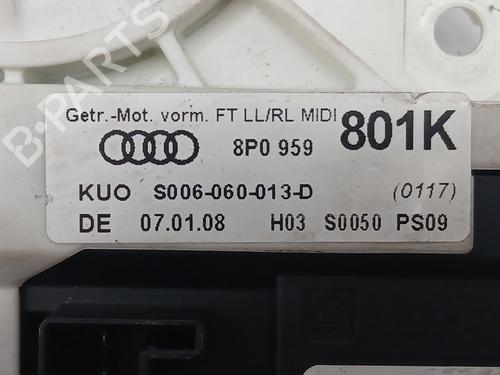 B-PARTS
Getr.-Mot. vorm. FT LL/RL MIDI
801K
8P0 959
KUO S006-060-013-D (0117)
DE 07.01.08 H03 S0050 PS09